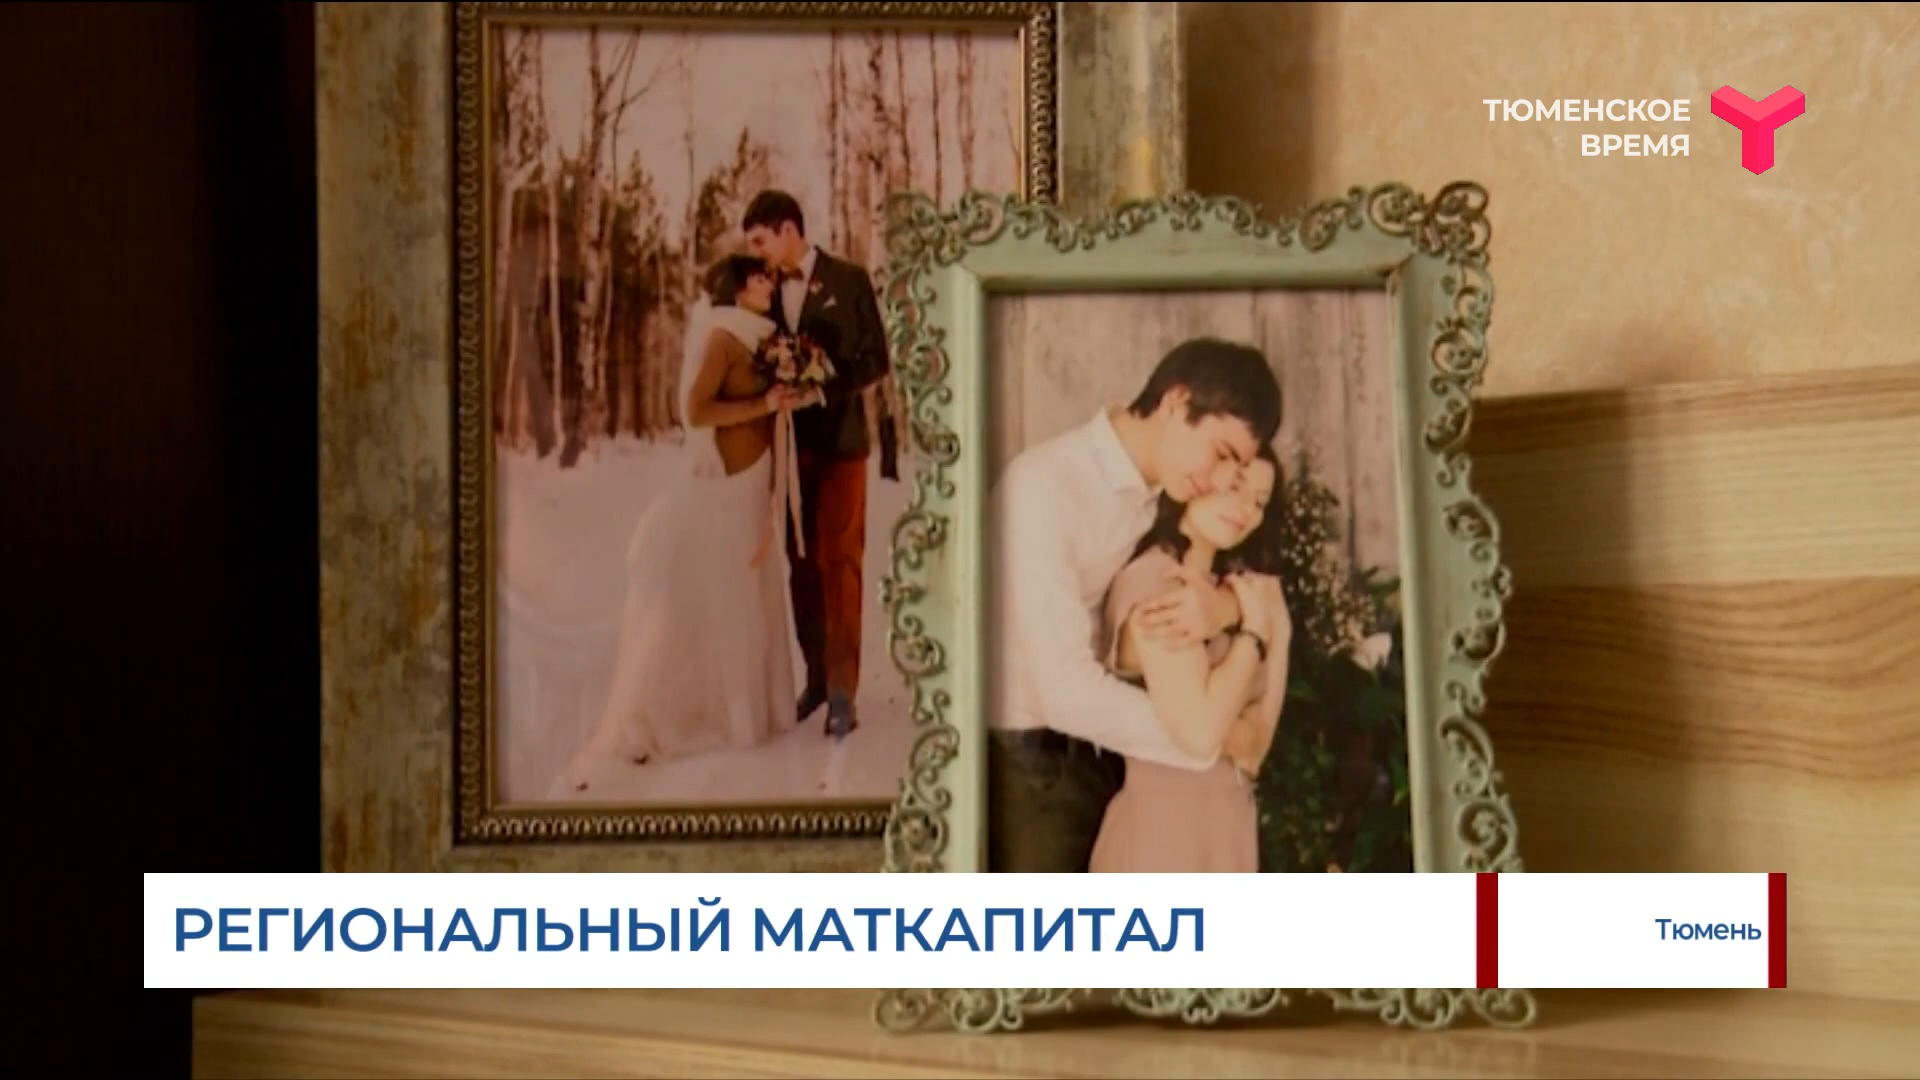 ТЮМЕНСКОЕ
ВРЕМЯ
РЕГИОНАЛЬНЫЙ МАТКАПИТАЛ
Тюмень